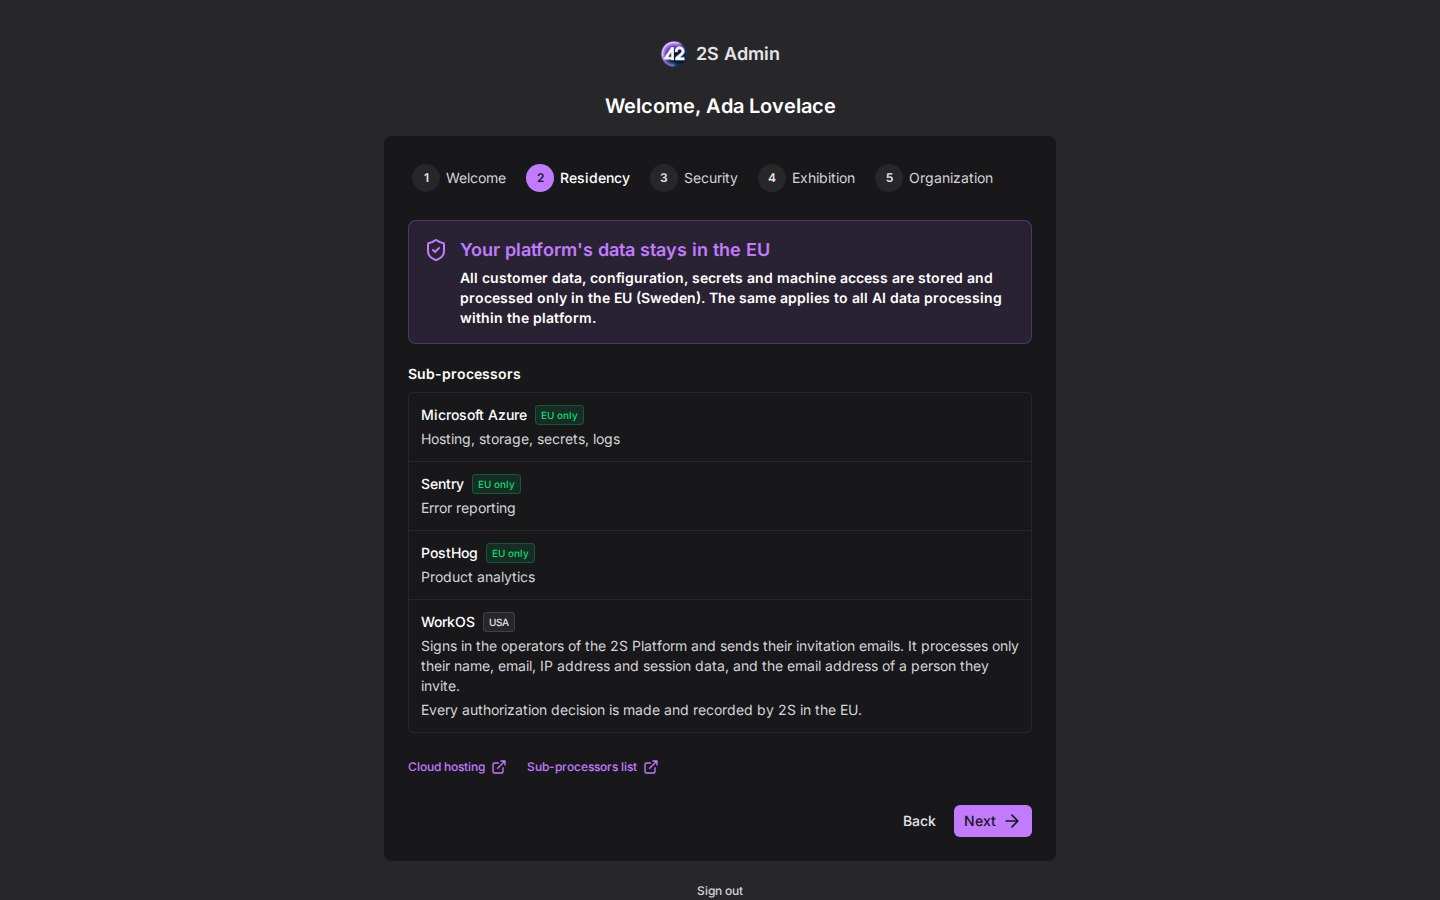 42 2S Admin
Welcome, Ada Lovelace
1 Welcome 2 Residency 3 Security 4 Exhibition 5 Organization
Your platform's data stays in the EU
All customer data, configuration, secrets and machine access are stored and
processed only in the EU (Sweden). The same applies to all AI data processing
within the platform.
Sub-processors
Microsoft Azure EU only
Hosting, storage, secrets, logs
Sentry EU only
Error reporting
PostHog EU only
Product analytics
WorkOS USA
Signs in the operators of the 2S Platform and sends their invitation emails. It processes only
their name, email, IP address and session data, and the email address of a person they
invite.
Every authorization decision is made and recorded by 2S in the EU.
Cloud hosting Sub-processors list
Back Next
Sign out